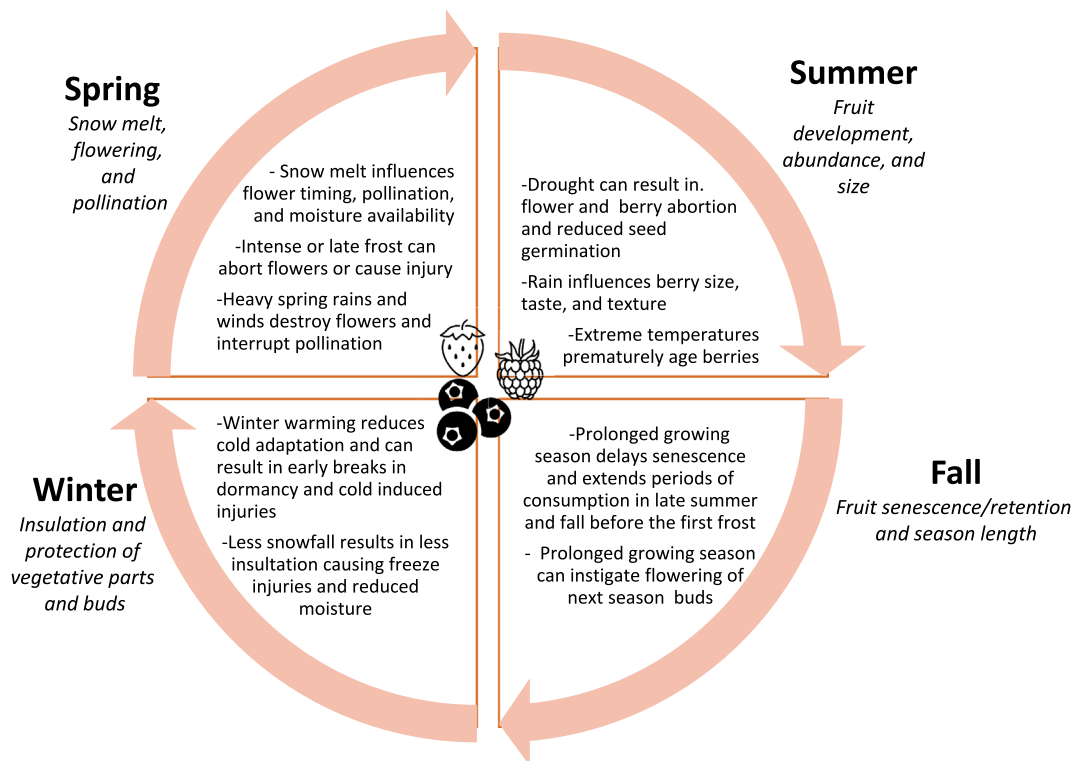 Spring
Snow melt,
flowering,
and
pollination
- Snow melt influences
flower timing, pollination,
and moisture availability
-Intense or late frost can
abort flowers or cause injury
-Heavy spring rains and
winds destroy flowers and
interrupt pollination
Summer
Fruit
development,
abundance, and
size
-Drought can result in.
flower and berry abortion
and reduced seed
germination
-Rain influences berry size,
taste, and texture
-Extreme temperatures
prematurely age berries
Winter
Insulation and
protection of
vegetative parts
and buds
-Winter warming reduces
cold adaptation and can
result in early breaks in
dormancy and cold induced
injuries
-Less snowfall results in less
insultation causing freeze
injuries and reduced
moisture
Fall
Fruit senescence/retention
and season length
-Prolonged growing
season delays senescence
and extends periods of
consumption in late summer
and fall before the first frost
- Prolonged growing season
can instigate flowering of
next season buds